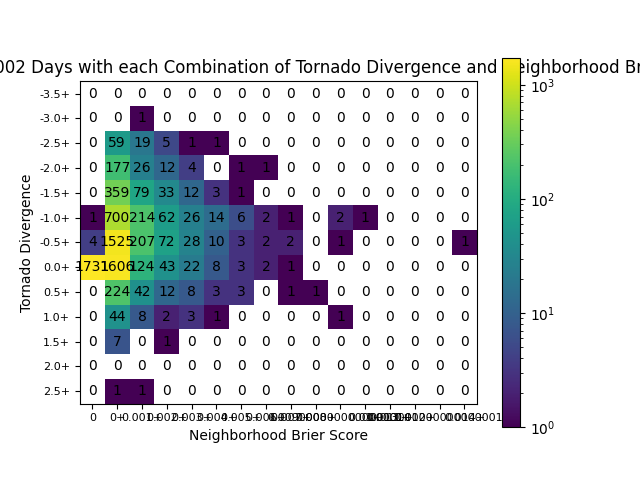 002 Days with each Combination of Tornado Divergence and eighborhood Br
-3.5+ 0 0 0 0 0 0 0 0 0 0 0 0 0 0 0 0
-3.0+ 0 0 1 0 0 0 0 0 0 0 0 0 0 0 0 0
-2.5+ 0 59 19 5 1 1 0 0 0 0 0 0 0 0 0 0
-2.0+ 0 177 26 12 4 0 1 1 0 0 0 0 0 0 0 0
-1.5+ 0 359 79 33 12 3 1 0 0 0 0 0 0 0 0 0
-1.0+ 1 700 214 62 26 14 6 2 1 0 2 1 0 0 0 0
-0.5+ 4 1525 207 72 28 10 3 2 2 0 1 0 0 0 0 1
0.0+ 1731 1606 124 43 22 8 3 2 1 0 0 0 0 0 0 0
0.5+ 0 224 42 12 8 3 3 0 1 1 0 0 0 0 0 0
1.0+ 0 44 8 2 3 1 0 0 0 0 1 0 0 0 0 0
1.5+ 0 7 0 1 0 0 0 0 0 0 0 0 0 0 0 0
2.0+ 0 0 0 0 0 0 0 0 0 0 0 0 0 0 0 0
2.5+ 0 1 1 0 0 0 0 0 0 0 0 0 0 0 0 0
0 0+ 0.001+ 0.002+ 0.003+ 0.004+
Neighborhood Brier Score
Tornado Divergence
10³
10²
10¹
10⁰